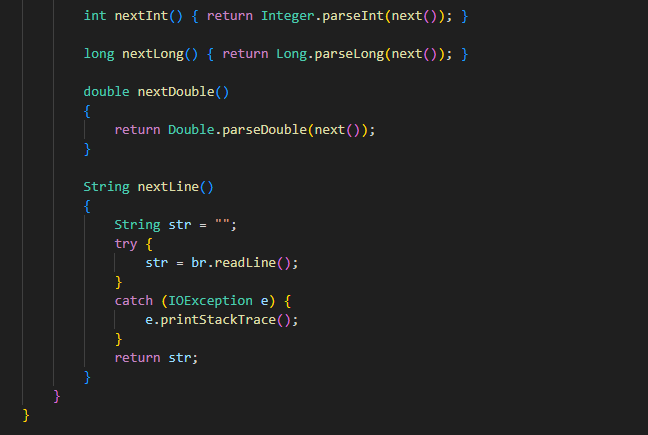 int nextInt() { return Integer.parseInt(next()); }
long nextLong() { return Long.parseLong(next()); }
double nextDouble()
{
return Double.parseDouble(next());
}
String nextLine()
{
String str = "";
try {
str = br.readLine();
}
catch (IOException e) {
e.printStackTrace();
}
return str;
}
}
}